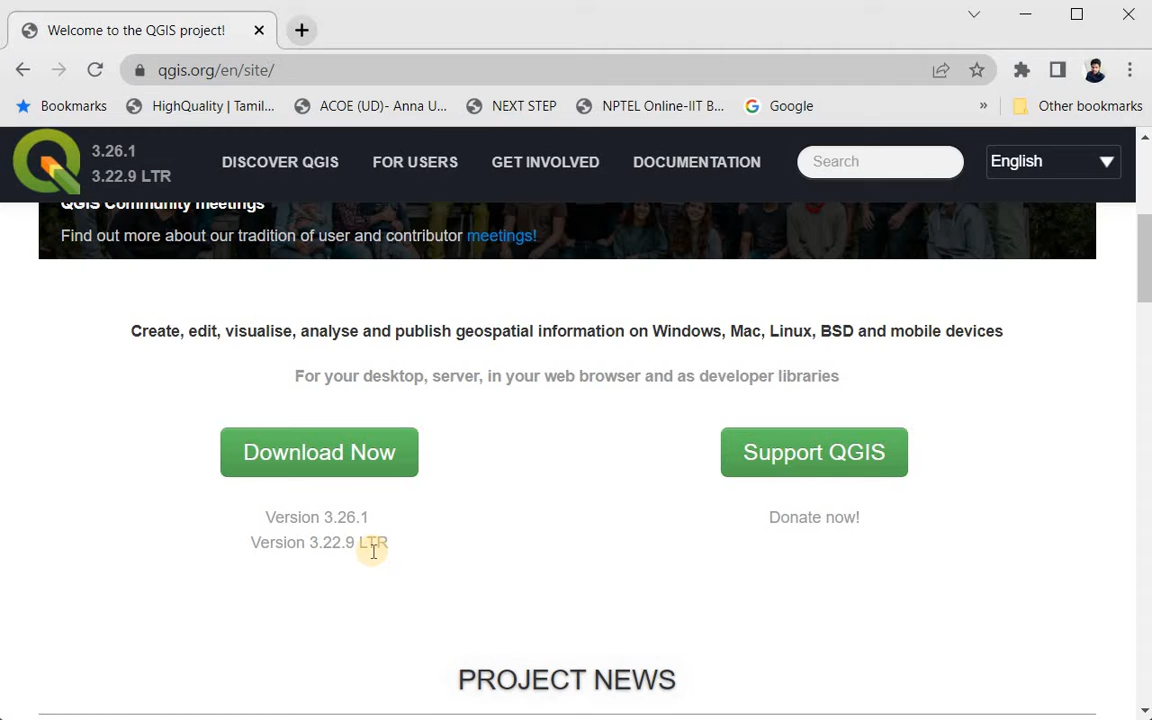 Welcome to the QGIS project!
qgis.org/en/site/
Bookmarks
HighQuality | Tamil...
ACOE (UD)- Anna U...
NEXT STEP
NPTEL Online-IIT B...
Google
»
Other bookmarks
3.26.1
3.22.9 LTR
DISCOVER QGIS
FOR USERS
GET INVOLVED
DOCUMENTATION
Search
English
QGIS Community meetings
Find out more about our tradition of user and contributor meetings!
Create, edit, visualise, analyse and publish geospatial information on Windows, Mac, Linux, BSD and mobile devices
For your desktop, server, in your web browser and as developer libraries
Download Now
Support QGIS
Version 3.26.1
Donate now!
Version 3.22.9 LTR
PROJECT NEWS